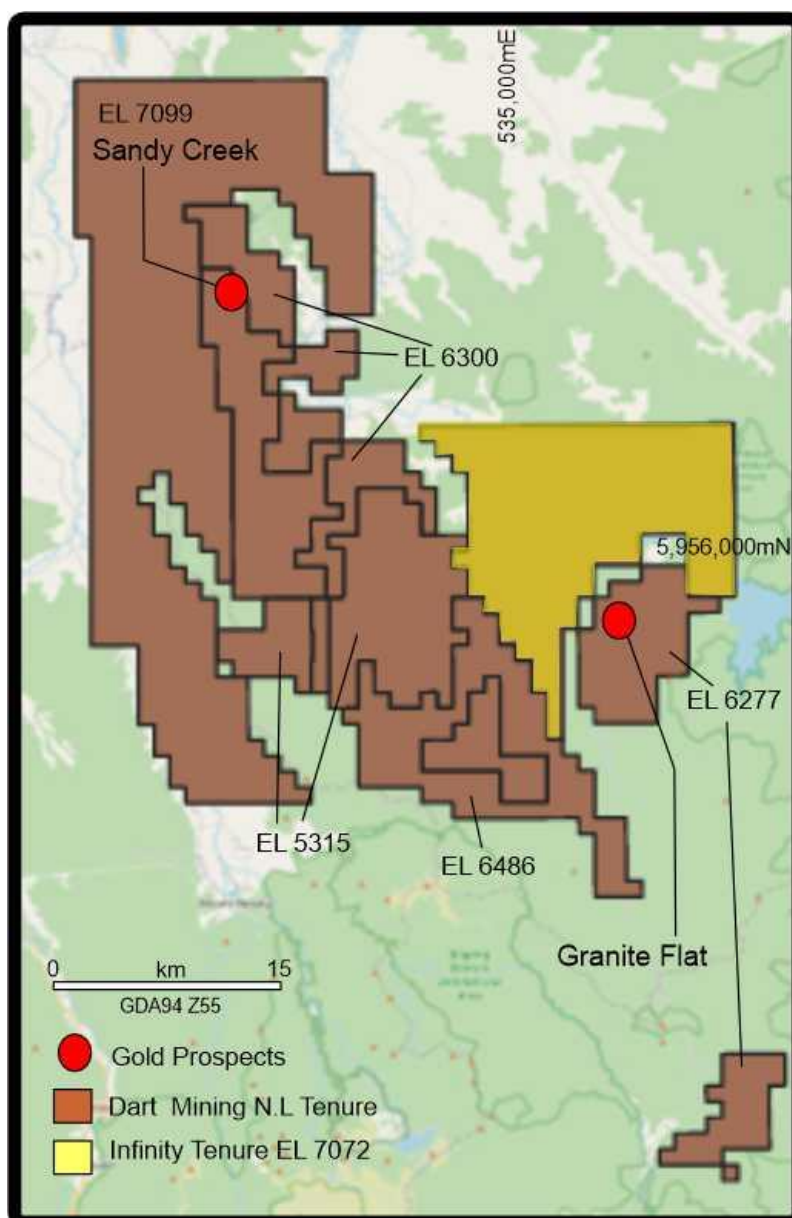 535,000mE
EL 7099
Sandy Creek
EL 6300
5,956,000mN
EL 6277
EL 5315
EL 6486
Granite Flat
0 km 15
GDA94 Z55
Gold Prospects
Dart Mining N.L Tenure
Infinity Tenure EL 7072